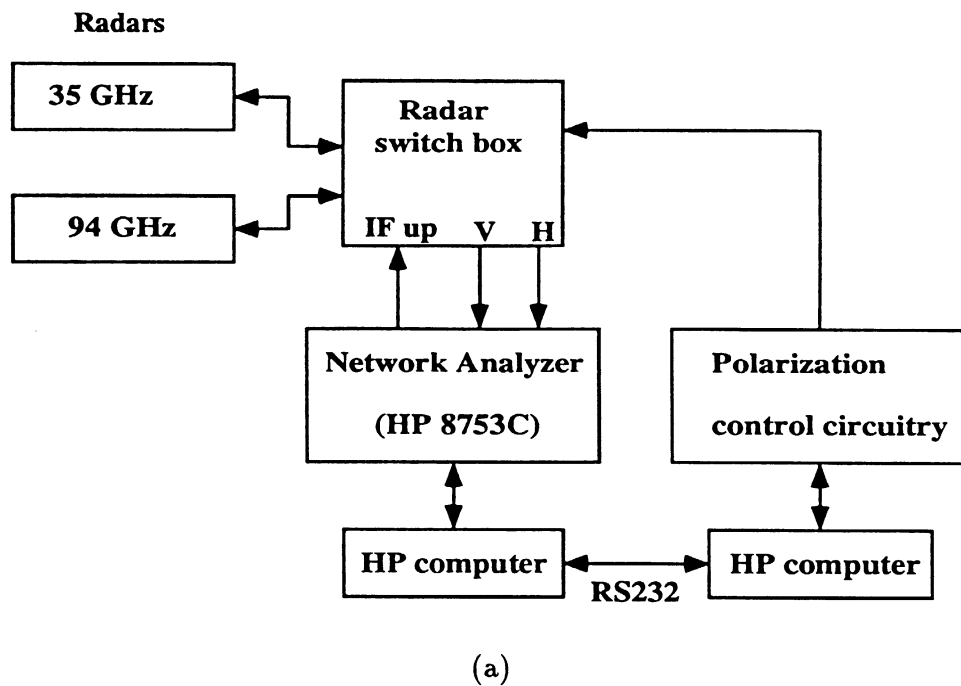 Radars
35 GHz
94 GHz
Radar
switch box
IF up V H
Network Analyzer
(HP 8753C)
Polarization
control circuitry
HP computer
RS232
HP computer
(a)